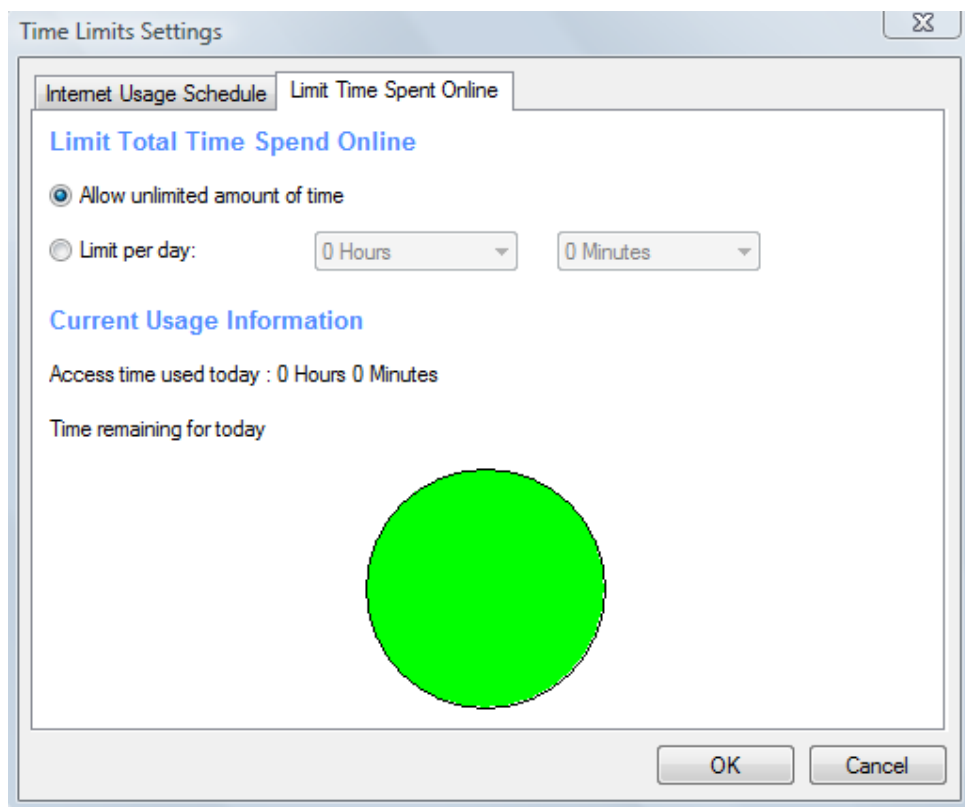 Time Limits Settings
Internet Usage Schedule
Limit Time Spent Online
Limit Total Time Spend Online
Allow unlimited amount of time
Limit per day:
0 Hours
0 Minutes
Current Usage Information
Access time used today : 0 Hours 0 Minutes
Time remaining for today
OK
Cancel